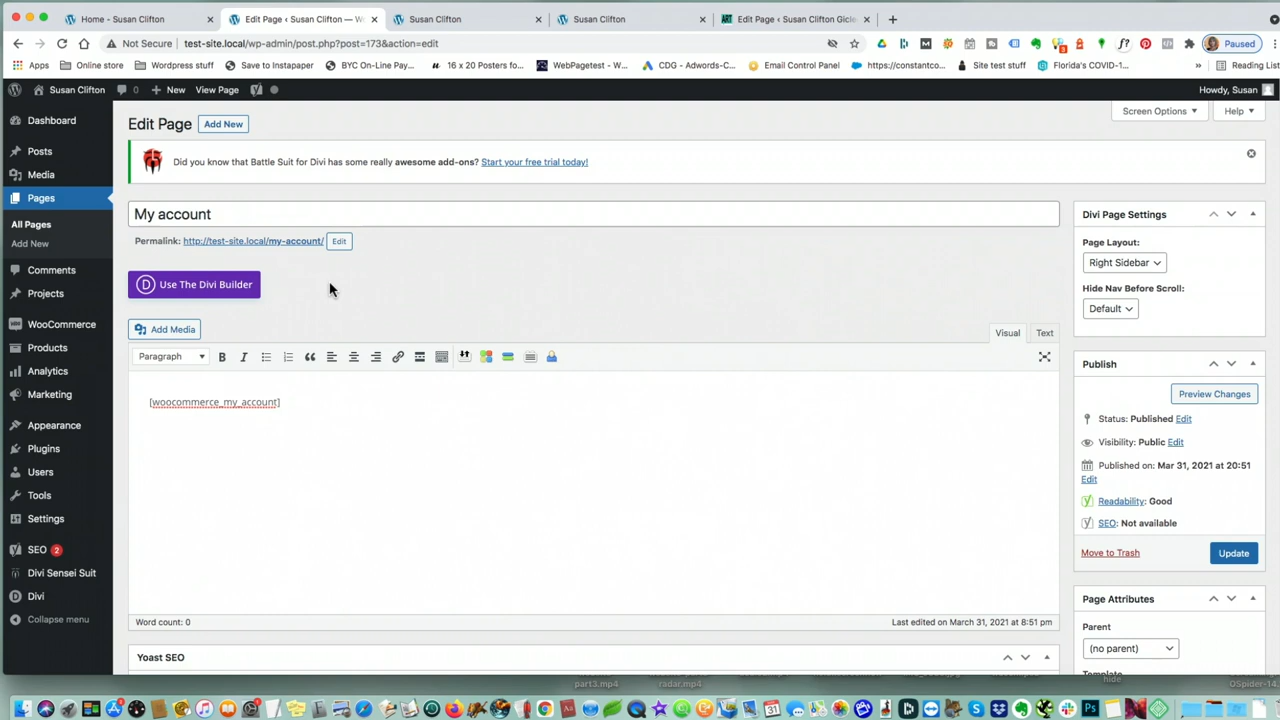 Home - Susan Clifton
Edit Page ‹ Susan Clifton — W
Susan Clifton
Susan Clifton
ART Edit Page ‹ Susan Clifton Gicle
Not Secure
test-site.local/wp-admin/post.php?post=173&action=edit
Paused
Apps
Online store
Wordpress stuff
Save to Instapaper
BYC On-Line Pay...
16 x 20 Posters fo...
WebPagetest - W...
CDG - Adwords-C...
Email Control Panel
https://constantco...
Site test stuff
Florida's COVID-1...
»
Reading List
Susan Clifton
0
New
View Page
Howdy, Susan
Dashboard
Posts
Media
Pages
All Pages
Add New
Comments
Projects
WooCommerce
Products
Analytics
Marketing
Appearance
Plugins
Users
Tools
Settings
SEO 2
Divi Sensei Suit
Divi
Collapse menu
Screen Options
Help
Edit Page
Add New
Did you know that Battle Suit for Divi has some really awesome add-ons? Start your free trial today!
My account
Permalink: http://test-site.local/my-account/ Edit
D Use The Divi Builder
Add Media
Visual
Text
Paragraph
B
I
[woocommerce_my_account]
Word count: 0
Last edited on March 31, 2021 at 8:51 pm
Yoast SEO
Divi Page Settings
Page Layout:
Right Sidebar
Hide Nav Before Scroll:
Default
Publish
Preview Changes
Status: Published Edit
Visibility: Public Edit
Published on: Mar 31, 2021 at 20:51
Edit
Readability: Good
SEO: Not available
Move to Trash
Update
Page Attributes
Parent
(no parent)
Template
part3.mp4
radar.mp4
hide
OSpider-14.